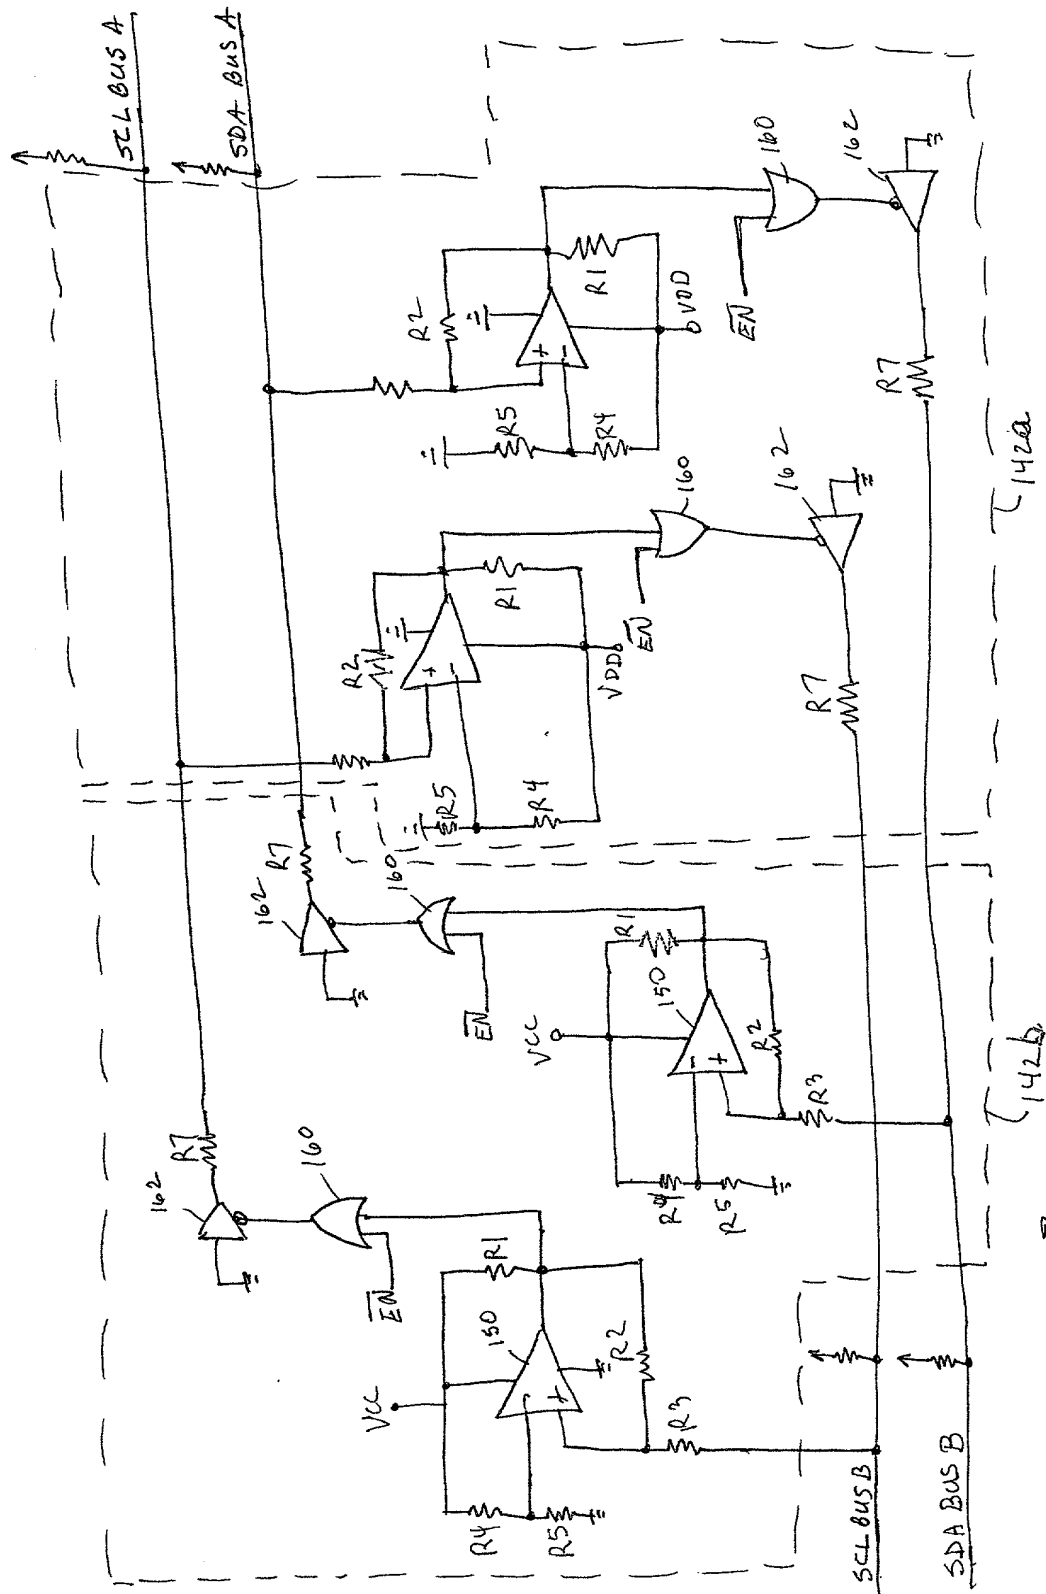 SCL BUS A
SDA BUS A
160
162
R2
R1
VDD
EN
R5
R4
R7
142a
160
162
R2
R1
VDD
EN
R5
R4
R7
R7
162
160
EN
R1
150
VCC
R2
R3
R4
R5
142b
R7
162
160
EN
R1
150
VCC
R2
R3
R4
R5
SCL BUS B
SDA BUS B